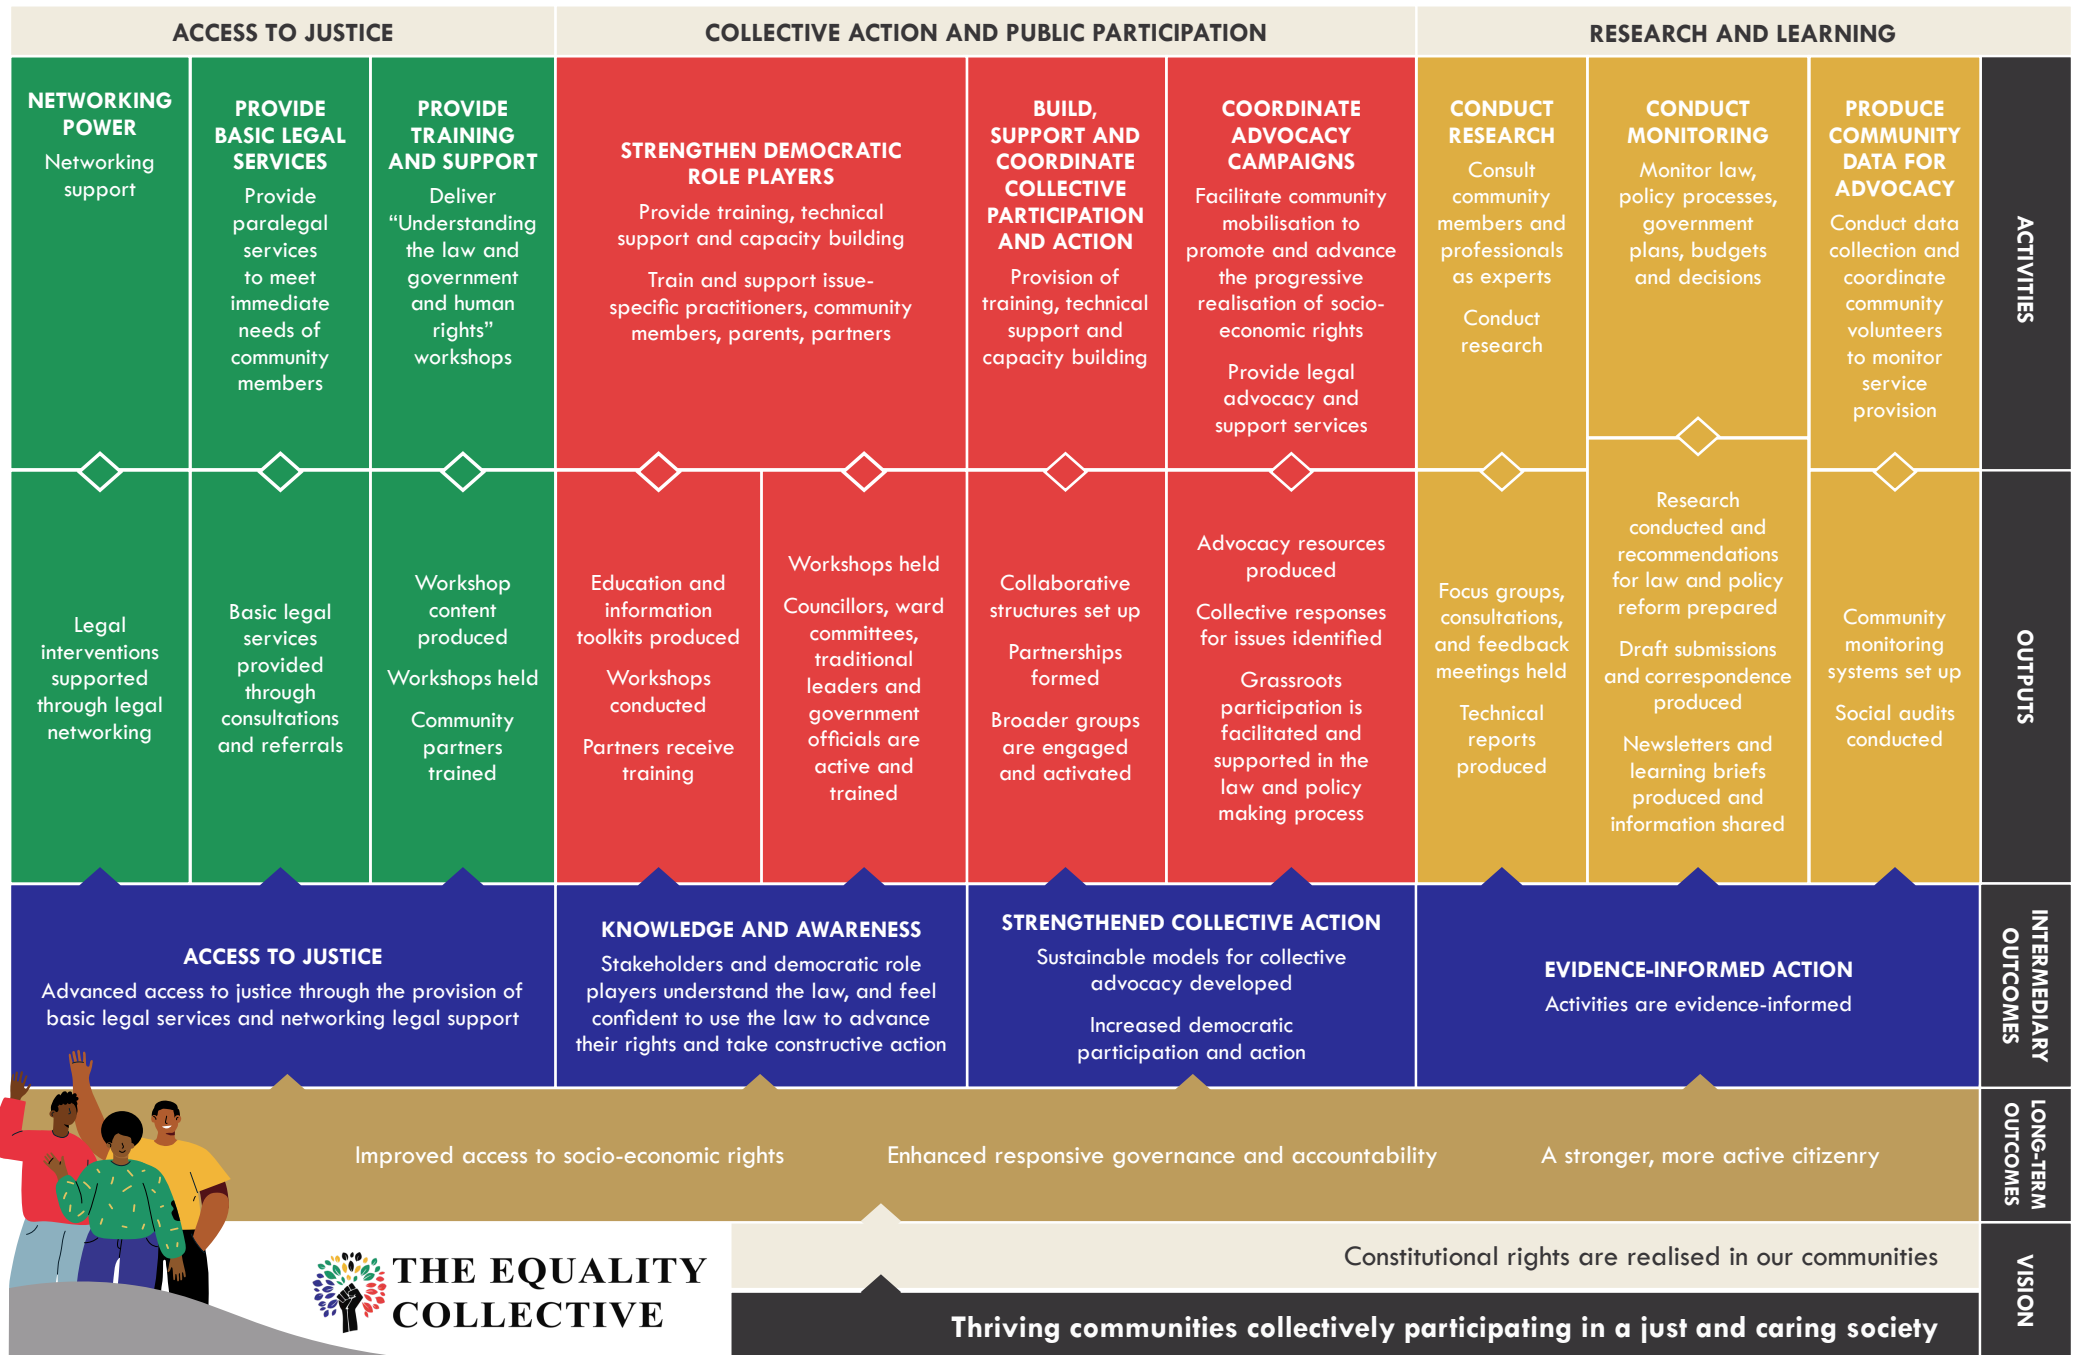 ACCESS TO JUSTICE
COLLECTIVE ACTION AND PUBLIC PARTICIPATION
RESEARCH AND LEARNING
NETWORKING
POWER
Networking
support
PROVIDE
BASIC LEGAL
SERVICES
Provide
paralegal
services
to meet
immediate
needs of
community
members
PROVIDE
TRAINING
AND SUPPORT
Deliver
“Understanding
the law and
government
and human
rights”
workshops
STRENGTHEN DEMOCRATIC
ROLE PLAYERS
Provide training, technical
support and capacity building
Train and support issue-
specific practitioners, community
members, parents, partners
BUILD,
SUPPORT AND
COORDINATE
COLLECTIVE
PARTICIPATION
AND ACTION
Provision of
training, technical
support and
capacity building
COORDINATE
ADVOCACY
CAMPAIGNS
Facilitate community
mobilisation to
promote and advance
the progressive
realisation of socio-
economic rights
Provide legal
advocacy and
support services
CONDUCT
RESEARCH
Consult
community
members and
professionals
as experts
Conduct
research
CONDUCT
MONITORING
Monitor law,
policy processes,
government
plans, budgets
and decisions
PRODUCE
COMMUNITY
DATA FOR
ADVOCACY
Conduct data
collection and
coordinate
community
volunteers
to monitor
service
provision
ACTIVITIES
Legal
interventions
supported
through legal
networking
Basic legal
services
provided
through
consultations
and referrals
Workshop
content
produced
Workshops held
Community
partners
trained
Education and
information
toolkits produced
Workshops
conducted
Partners receive
training
Workshops held
Councillors, ward
committees,
traditional
leaders and
government
officials are
active and
trained
Collaborative
structures set up
Partnerships
formed
Broader groups
are engaged
and activated
Advocacy resources
produced
Collective responses
for issues identified
Grassroots
participation is
facilitated and
supported in the
law and policy
making process
Focus groups,
consultations,
and feedback
meetings held
Technical
reports
produced
Research
conducted and
recommendations
for law and policy
reform prepared
Draft submissions
and correspondence
produced
Newsletters and
learning briefs
produced and
information shared
Community
monitoring
systems set up
Social audits
conducted
OUTPUTS
ACCESS TO JUSTICE
Advanced access to justice through the provision of
basic legal services and networking legal support
KNOWLEDGE AND AWARENESS
Stakeholders and democratic role
players understand the law, and feel
confident to use the law to advance
their rights and take constructive action
STRENGTHENED COLLECTIVE ACTION
Sustainable models for collective
advocacy developed
Increased democratic
participation and action
EVIDENCE-INFORMED ACTION
Activities are evidence-informed
INTERMEDIARY
OUTCOMES
Improved access to socio-economic rights
Enhanced responsive governance and accountability
A stronger, more active citizenry
LONG-TERM
OUTCOMES
THE EQUALITY
COLLECTIVE
Constitutional rights are realised in our communities
Thriving communities collectively participating in a just and caring society
VISION